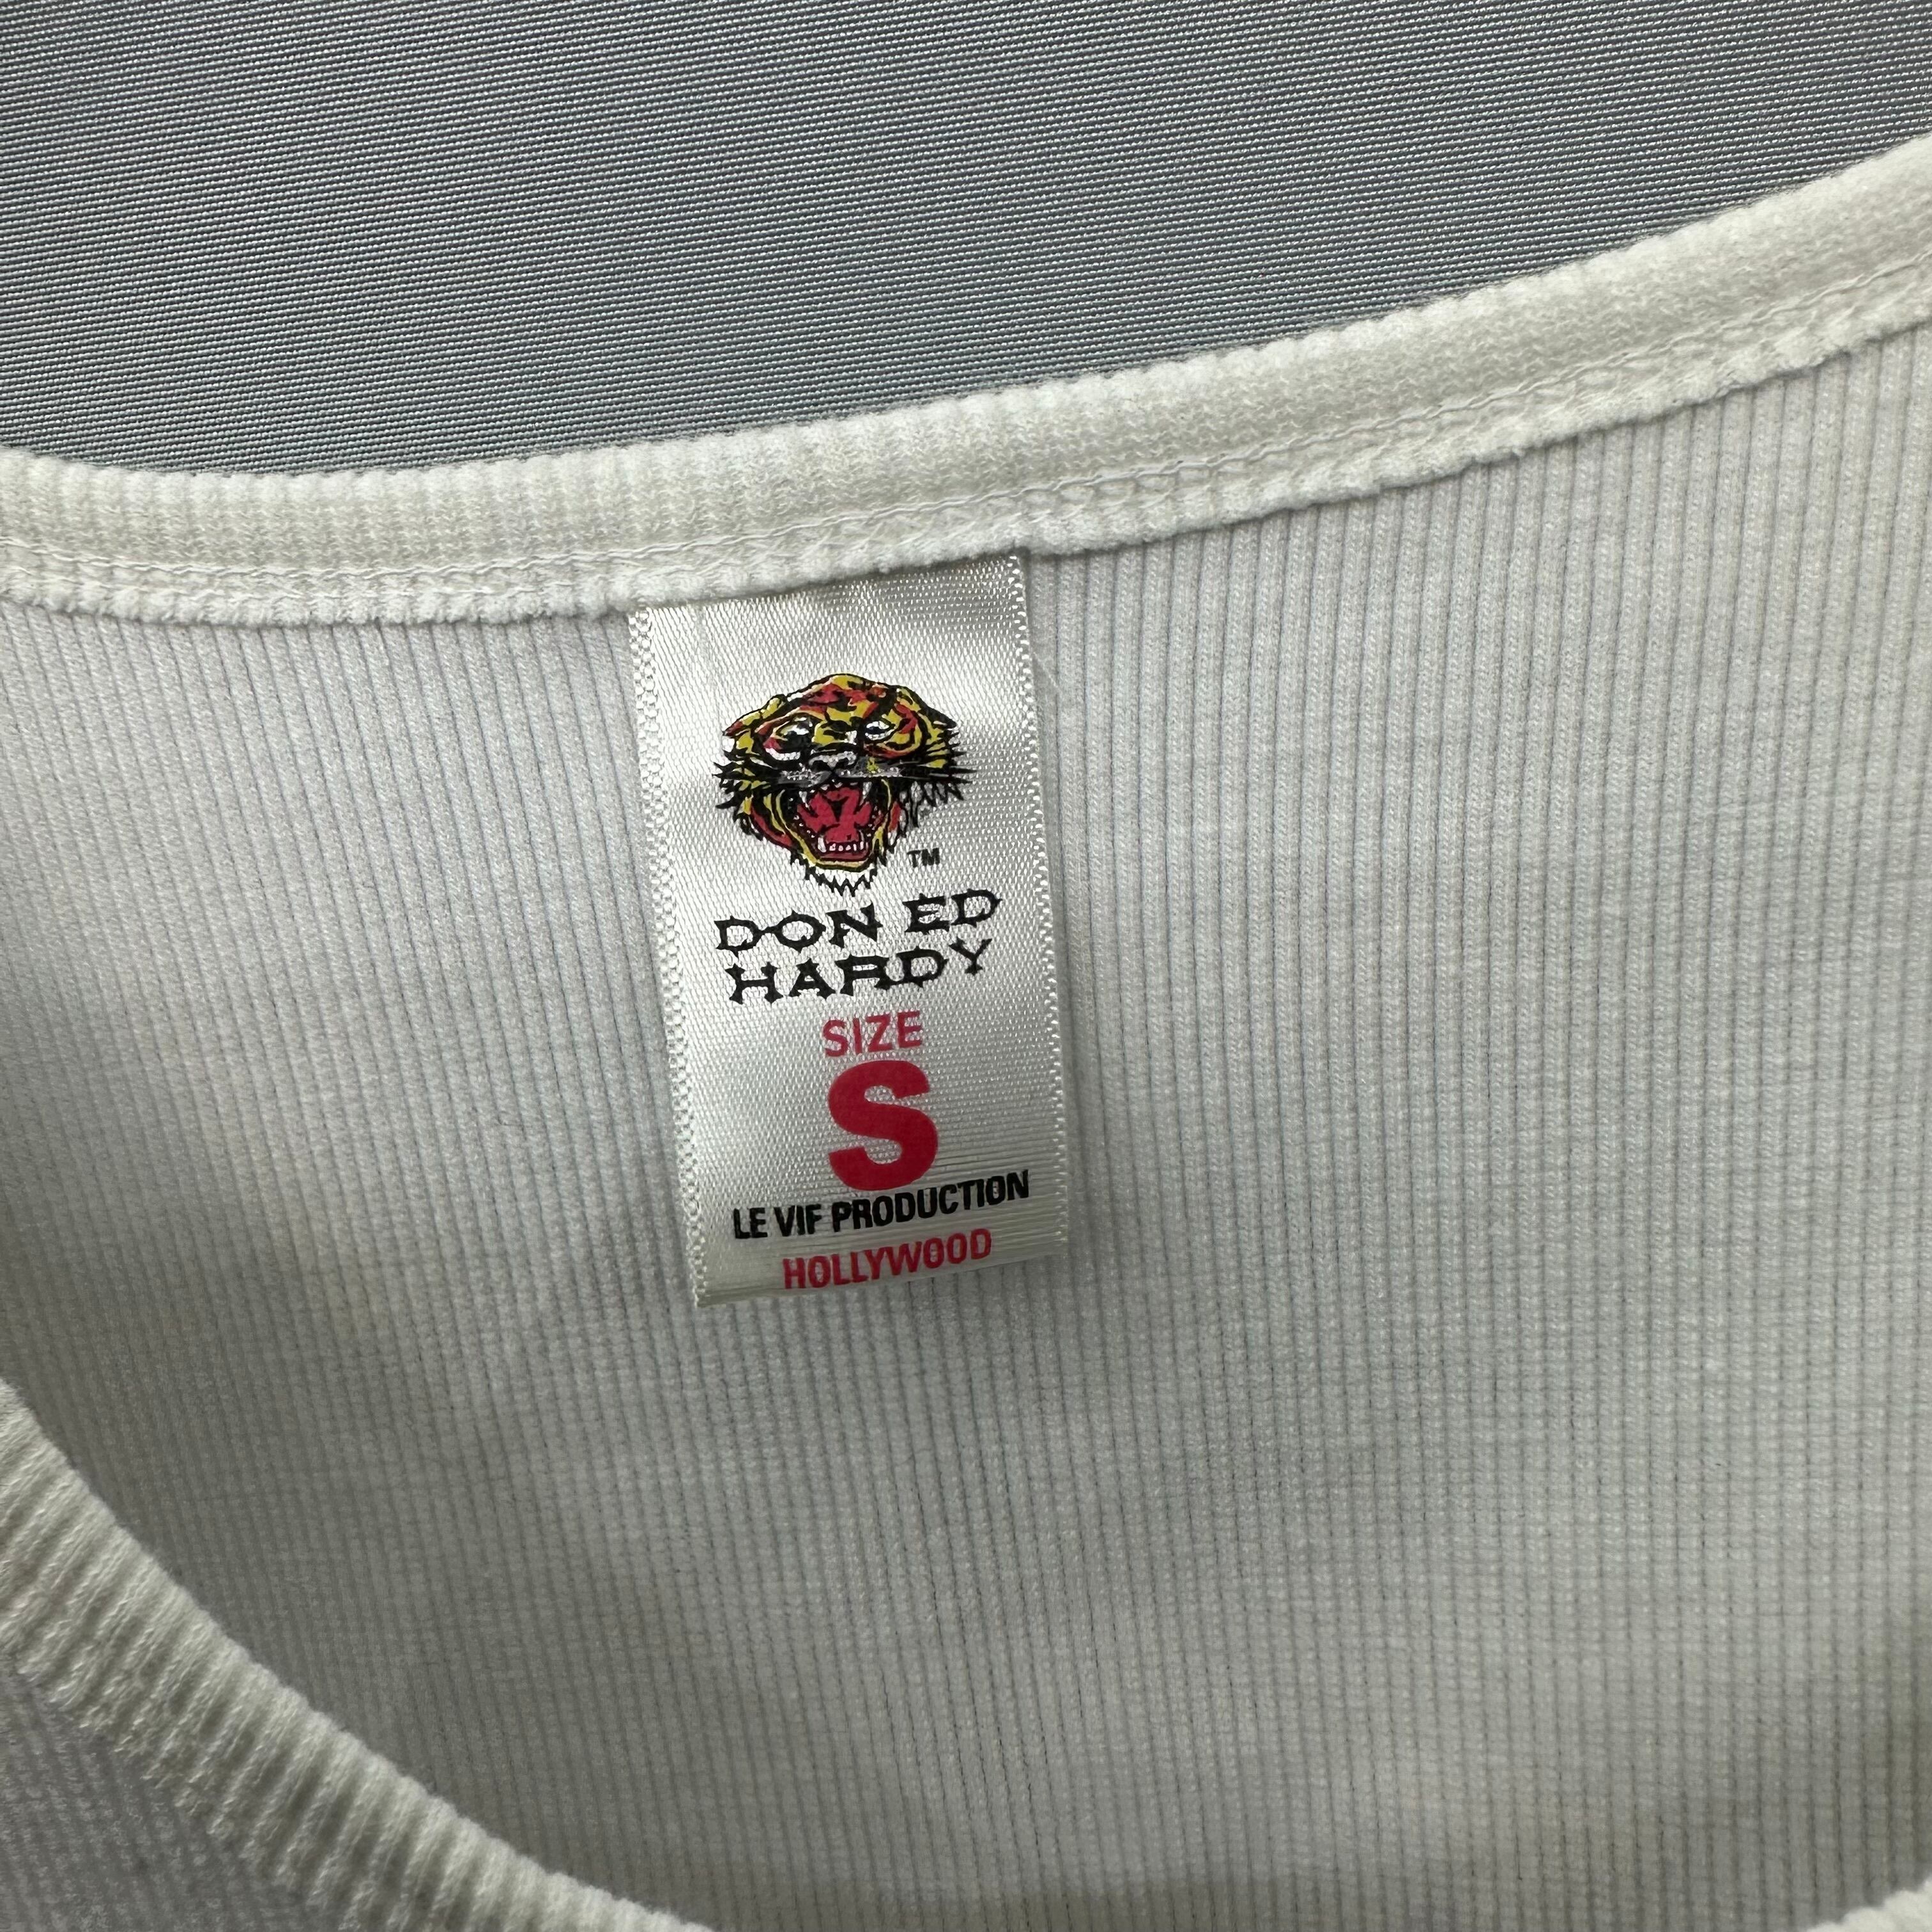 TM
DON ED
HARDY
SIZE
S
LE VIF PRODUCTION
HOLLYWOOD